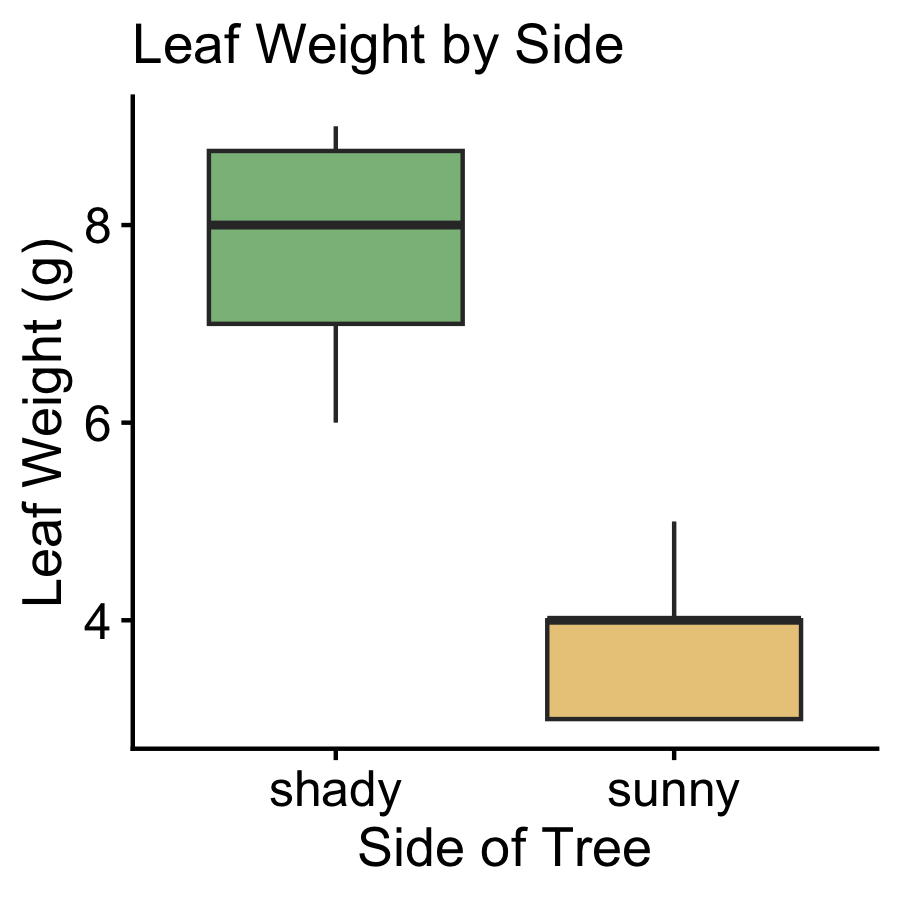 Leaf Weight by Side
Leaf Weight (g)
8
6
4
shady sunny
Side of Tree